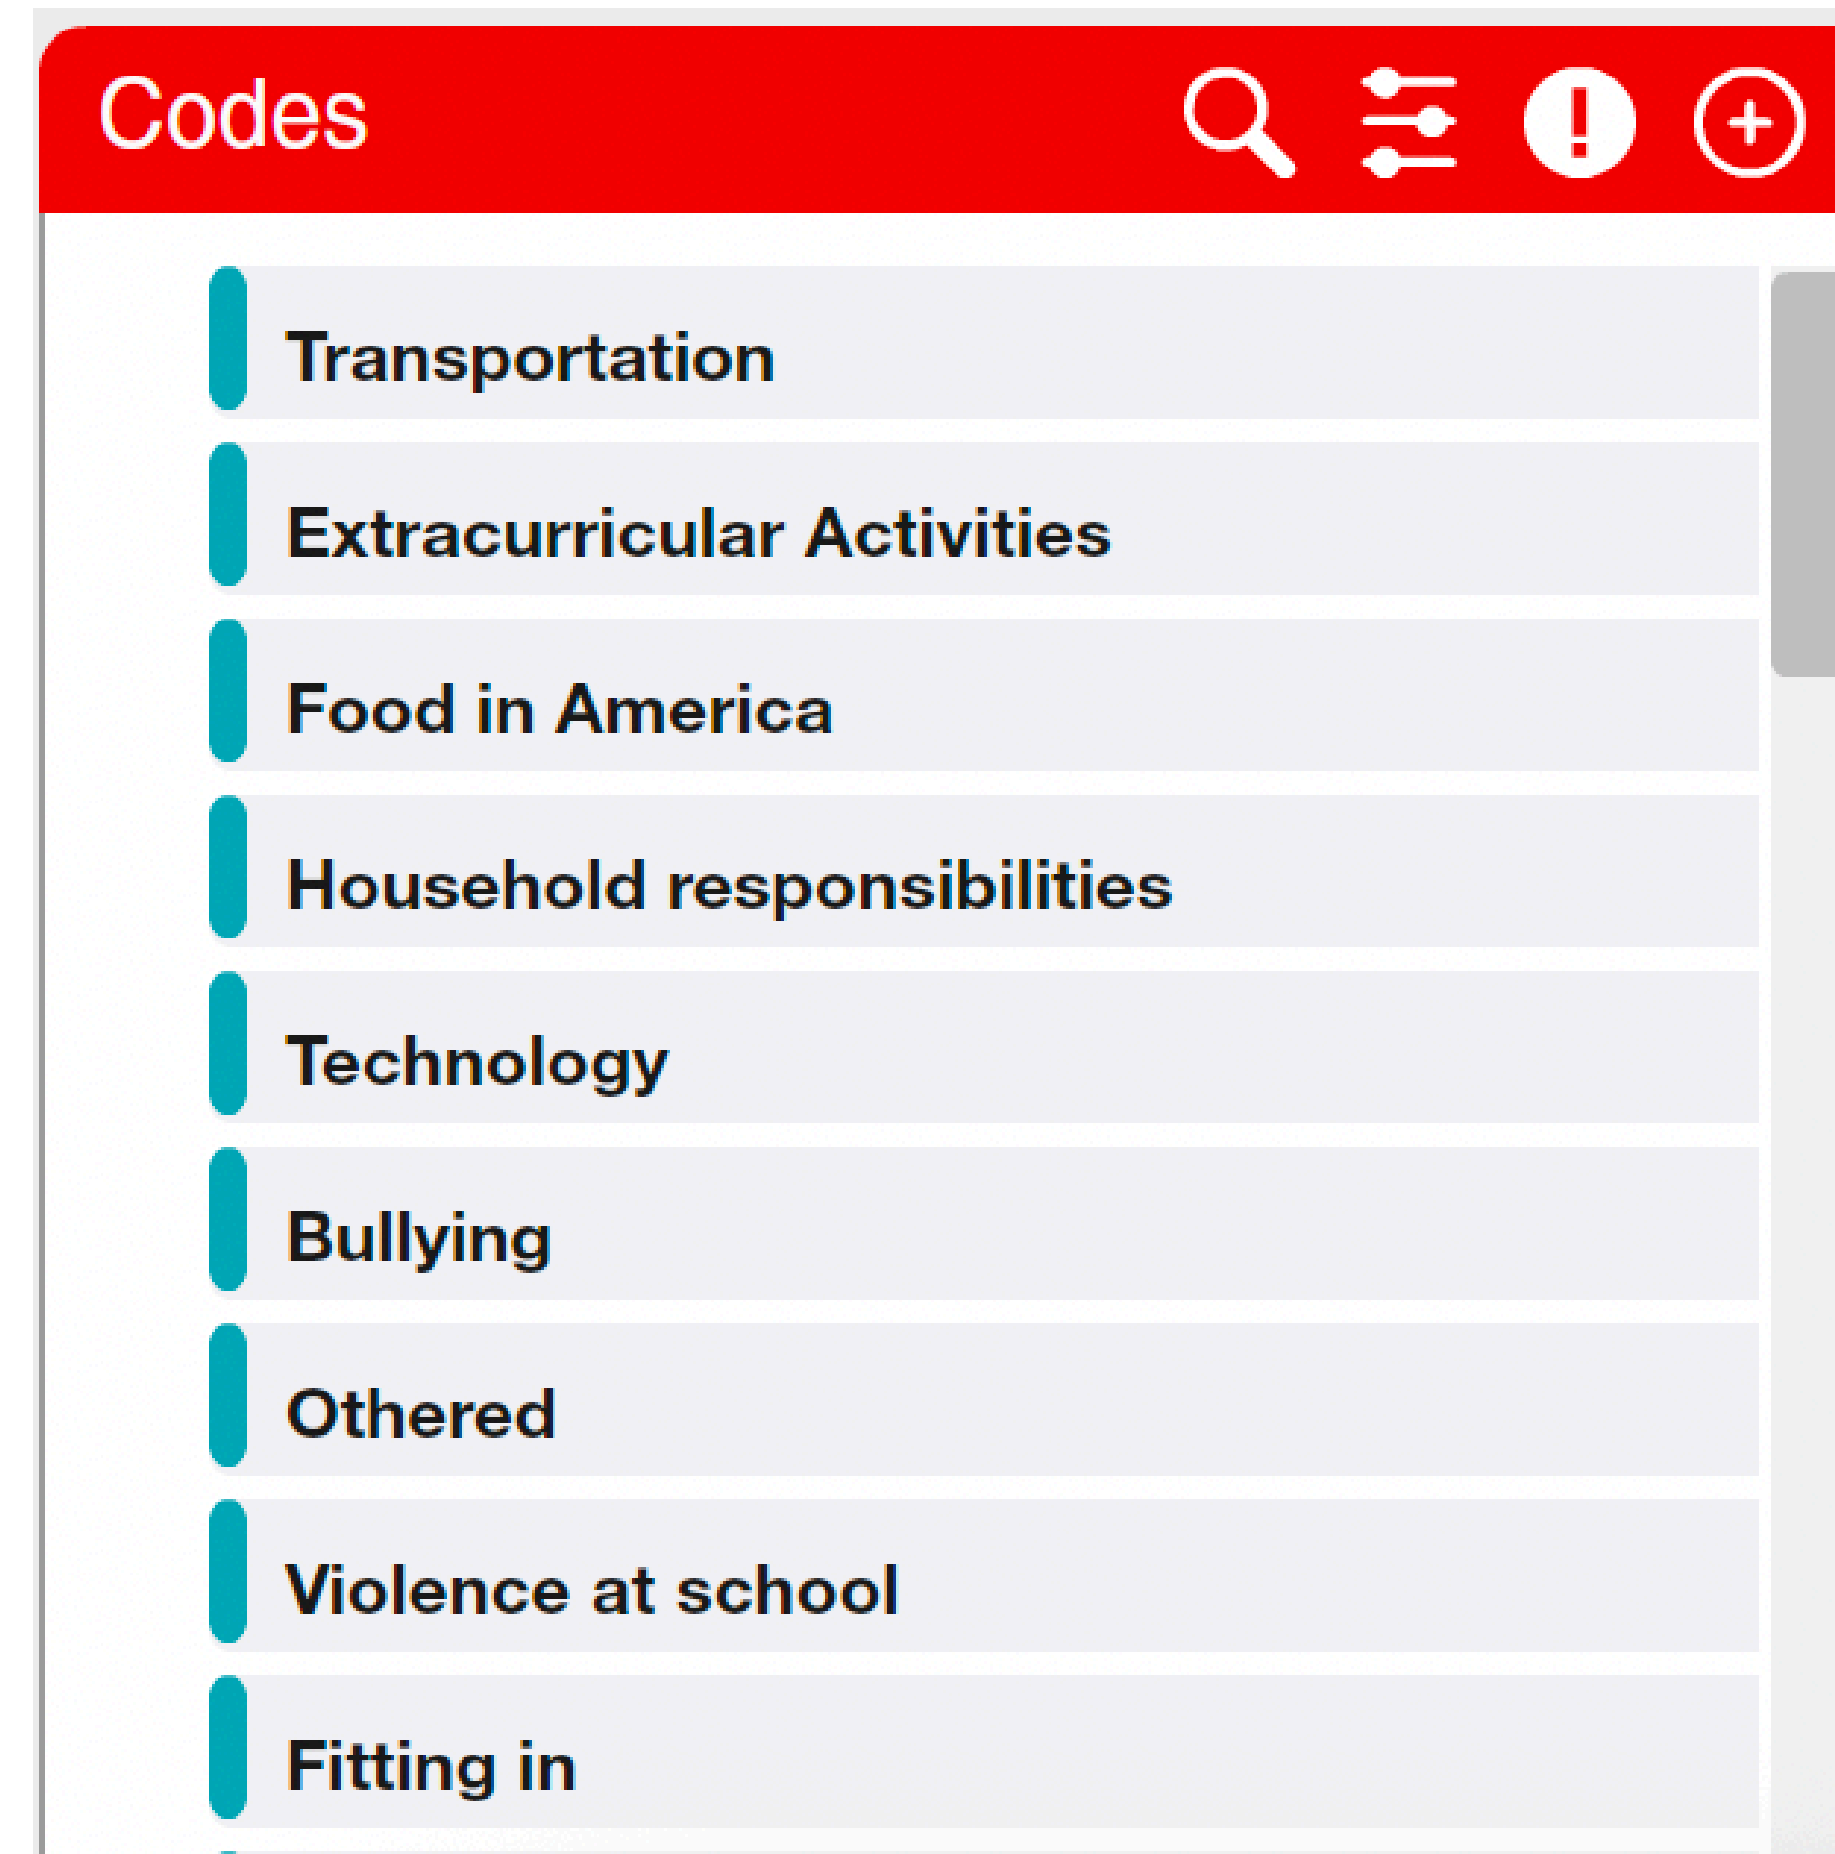 Codes
Transportation
Extracurricular Activities
Food in America
Household responsibilities
Technology
Bullying
Othered
Violence at school
Fitting in